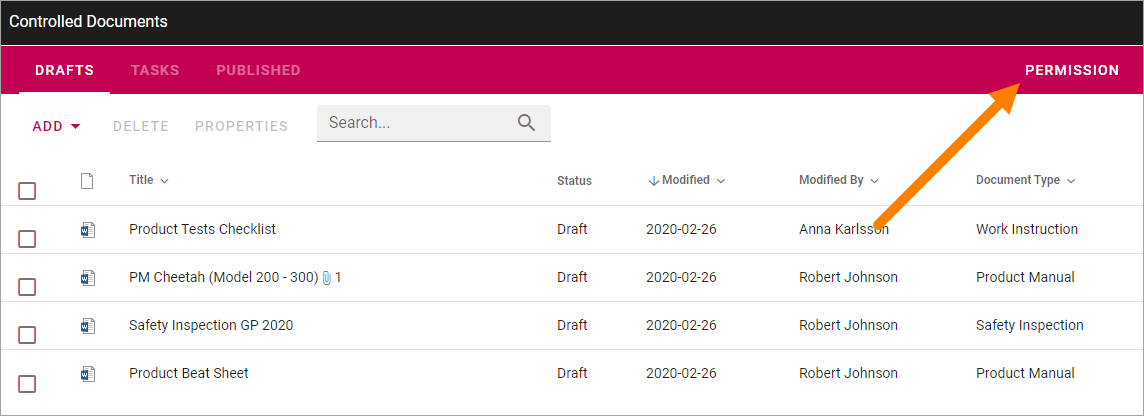 Controlled Documents
DRAFTS TASKS PUBLISHED PERMISSION
ADD DELETE PROPERTIES Search...
Title Status Modified Modified By Document Type
Product Tests Checklist Draft 2020-02-26 Anna Karlsson Work Instruction
PM Cheetah (Model 200 - 300) 1 Draft 2020-02-26 Robert Johnson Product Manual
Safety Inspection GP 2020 Draft 2020-02-26 Robert Johnson Safety Inspection
Product Beat Sheet Draft 2020-02-26 Robert Johnson Product Manual